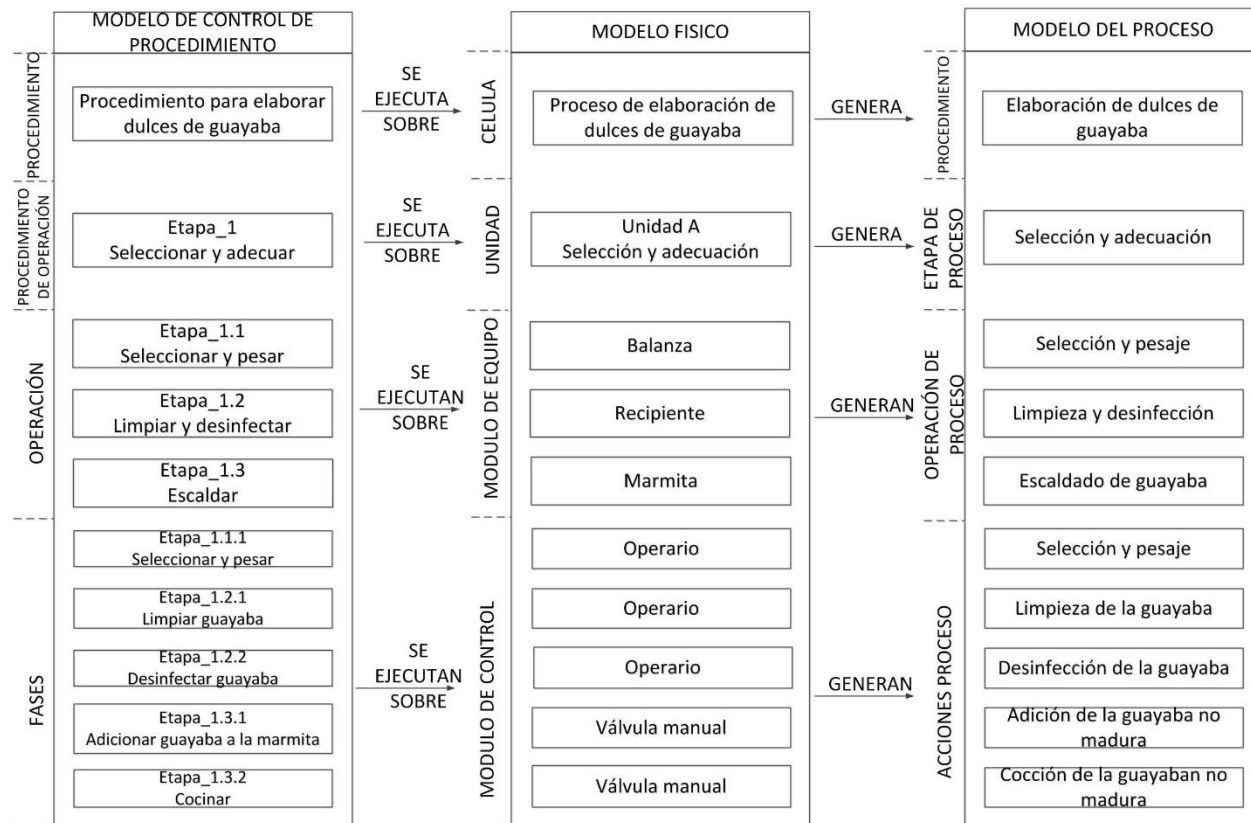 MODELO DE CONTROL DE
PROCEDIMIENTO
PROCEDIMIENTO
Procedimiento para elaborar
dulces de guayaba
PROCEDIMIENTO
DE OPERACIÓN
Etapa_1
Seleccionar y adecuar
OPERACIÓN
Etapa_1.1
Seleccionar y pesar
Etapa_1.2
Limpiar y desinfectar
Etapa_1.3
Escaldar
FASES
Etapa_1.1.1
Seleccionar y pesar
Etapa_1.2.1
Limpiar guayaba
Etapa_1.2.2
Desinfectar guayaba
Etapa_1.3.1
Adicionar guayaba a la marmita
Etapa_1.3.2
Cocinar
SE
EJECUTA
SOBRE
SE
EJECUTA
SOBRE
SE
EJECUTAN
SOBRE
SE
EJECUTAN
SOBRE
MODELO FISICO
CELULA
Proceso de elaboración de
dulces de guayaba
UNIDAD
Unidad A
Selección y adecuación
MODULO DE EQUIPO
Balanza
Recipiente
Marmita
MODULO DE CONTROL
Operario
Operario
Operario
Válvula manual
Válvula manual
GENERA
GENERA
GENERAN
GENERAN
MODELO DEL PROCESO
PROCEDIMIENTO
Elaboración de dulces de
guayaba
ETAPA DE
PROCESO
Selección y adecuación
OPERACIÓN DE
PROCESO
Selección y pesaje
Limpieza y desinfección
Escaldado de guayaba
ACCIONES PROCESO
Selección y pesaje
Limpieza de la guayaba
Desinfección de la guayaba
Adición de la guayaba no
madura
Cocción de la guayaban no
madura